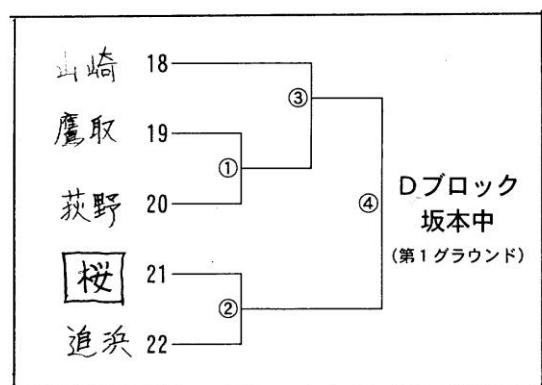 山崎 18
③
鷹取 19
①
荻野 20
④
Dブロック
坂本中
(第1グラウンド)
桜 21
②
追浜 22